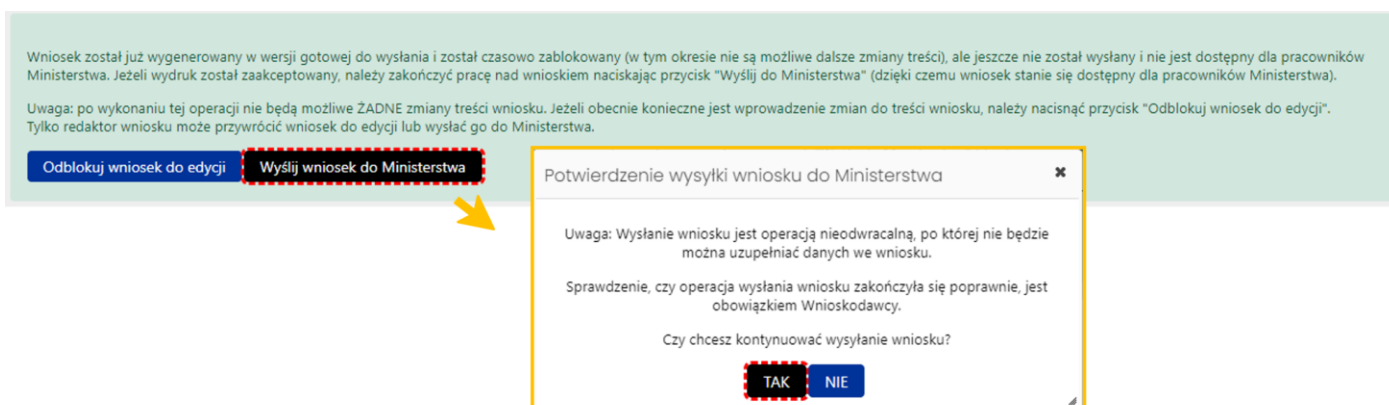 Wniosek został już wygenerowany w wersji gotowej do wysłania i został czasowo zablokowany (w tym okresie nie są możliwe dalsze zmiany treści), ale jeszcze nie został wysłany i nie jest dostępny dla pracowników
Ministerstwa. Jeżeli wydruk został zaakceptowany, należy zakończyć pracę nad wnioskiem naciskając przycisk "Wyślij do Ministerstwa" (dzięki czemu wniosek stanie się dostępny dla pracowników Ministerstwa).
Uwaga: po wykonaniu tej operacji nie będą możliwe ŻADNE zmiany treści wniosku. Jeżeli obecnie konieczne jest wprowadzenie zmian do treści wniosku, należy nacisnąć przycisk "Odblokuj wniosek do edycji".
Tylko redaktor wniosku może przywrócić wniosek do edycji lub wysłać go do Ministerstwa.
Odblokuj wniosek do edycji Wyślij wniosek do Ministerstwa
Potwierdzenie wysyłki wniosku do Ministerstwa
Uwaga: Wysłanie wniosku jest operacją nieodwracalną, po której nie będzie
można uzupełniać danych we wniosku.
Sprawdzenie, czy operacja wysłania wniosku zakończyła się poprawnie, jest
obowiązkiem Wnioskodawcy.
Czy chcesz kontynuować wysyłanie wniosku?
TAK NIE